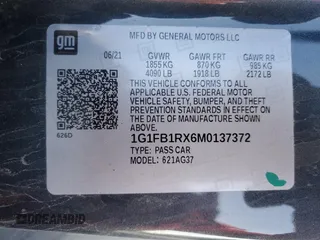 gm
MFD BY GENERAL MOTORS LLC
06/21 GVWR GAWR FRT GAWR RR
1855 KG 870 KG 985 KG
4090 LB 1918 LB 2172 LB
THIS VEHICLE CONFORMS TO ALL
APPLICABLE U.S. FEDERAL MOTOR
VEHICLE SAFETY, BUMPER, AND THEFT
PREVENTION STANDARDS IN EFFECT ON
THE DATE OF MANUFACTURE SHOWN
ABOVE.
626D
1G1FB1RX6M0137372
TYPE: PASS CAR
MODEL: 621AG37
DREAMBID